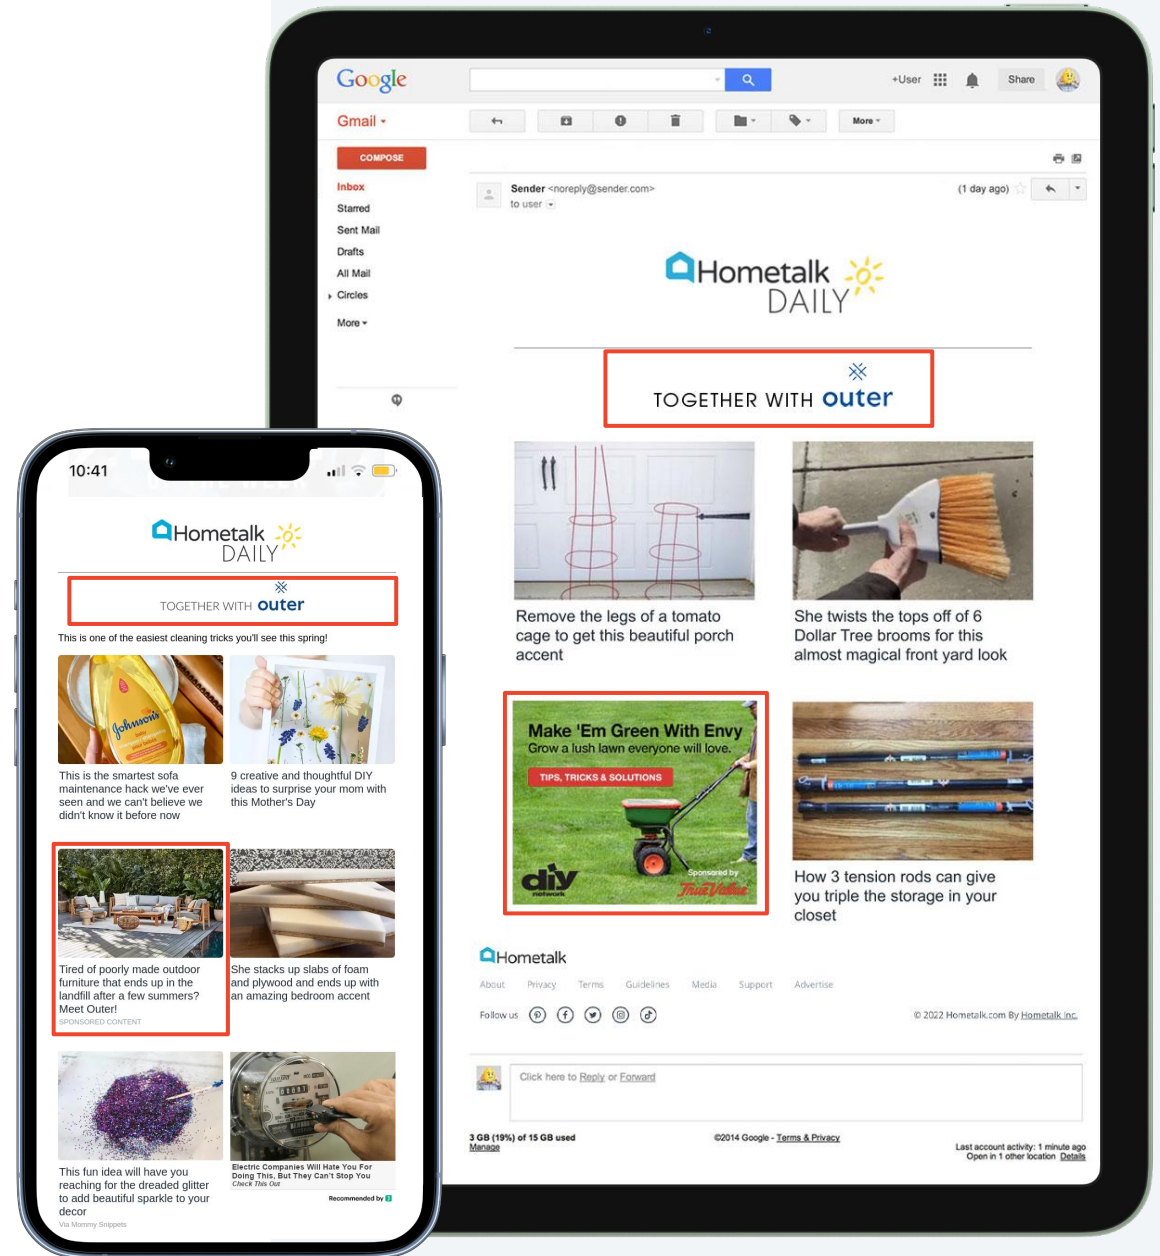 Google
+User
Share
Gmail
More
COMPOSE
Inbox
Starred
Sent Mail
Drafts
All Mail
Circles
More
Sender <noreply@sender.com>
to user
(1 day ago)
Hometalk
DAILY
TOGETHER WITH outer
Remove the legs of a tomato
cage to get this beautiful porch
accent
She twists the tops off of 6
Dollar Tree brooms for this
almost magical front yard look
Make 'Em Green With Envy
Grow a lush lawn everyone will love.
TIPS, TRICKS & SOLUTIONS
diy
network
Sponsored by
True Value
How 3 tension rods can give
you triple the storage in your
closet
Hometalk
About Privacy Terms Guidelines Media Support Advertise
Follow us
© 2022 Hometalk.com By Hometalk Inc.
Click here to Reply or Forward
3 GB (19%) of 15 GB used
Manage
©2014 Google - Terms & Privacy
Last account activity: 1 minute ago
Open in 1 other location Details
10:41
Hometalk
DAILY
TOGETHER WITH outer
This is one of the easiest cleaning tricks you'll see this spring!
Johnson's
baby
This is the smartest sofa
maintenance hack we've ever
seen and we can't believe we
didn't know it before now
9 creative and thoughtful DIY
ideas to surprise your mom with
this Mother's Day
Tired of poorly made outdoor
furniture that ends up in the
landfill after a few summers?
Meet Outer!
SPONSORED CONTENT
She stacks up slabs of foam
and plywood and ends up with
an amazing bedroom accent
This fun idea will have you
reaching for the dreaded glitter
to add beautiful sparkle to your
decor
Via Mommy Snippets
Electric Companies Will Hate You For
Doing This, But They Can't Stop You
Check This Out
Recommended by